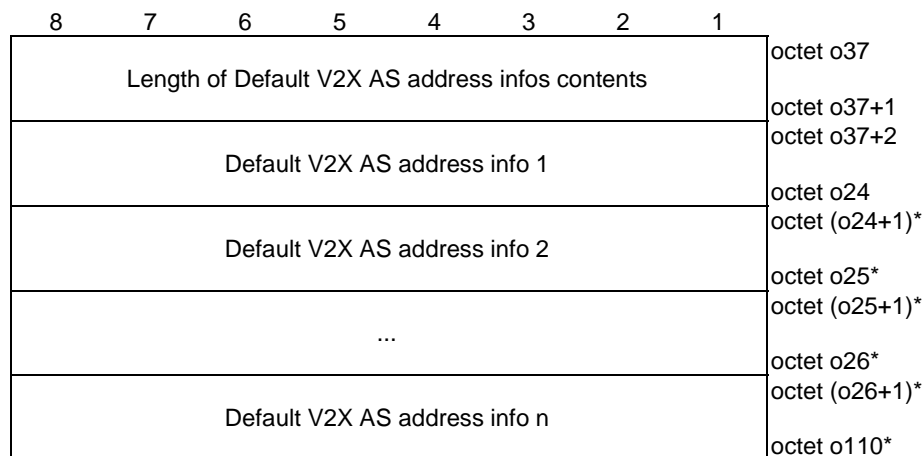 8 7 6 5 4 3 2 1
octet o37
Length of Default V2X AS address infos contents
octet o37+1
octet o37+2
Default V2X AS address info 1
octet o24
octet (o24+1)*
Default V2X AS address info 2
octet o25*
octet (o25+1)*
...
octet o26*
octet (o26+1)*
Default V2X AS address info n
octet o110*